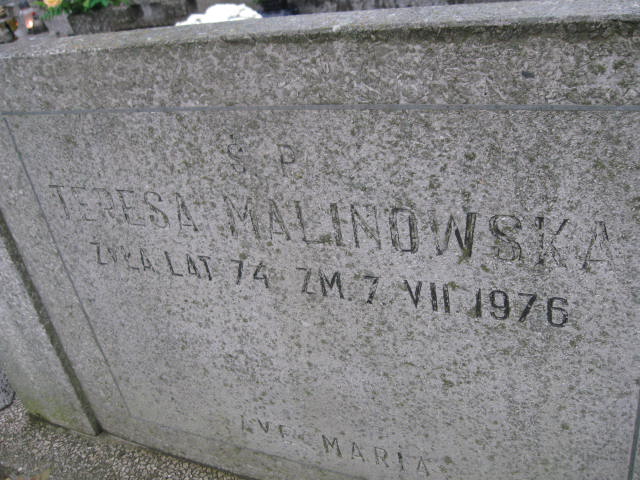 Ś P
TERESA MALINOWSKA
ŻYŁA LAT 74 ZM. 7 VII 1976
AVE MARIA